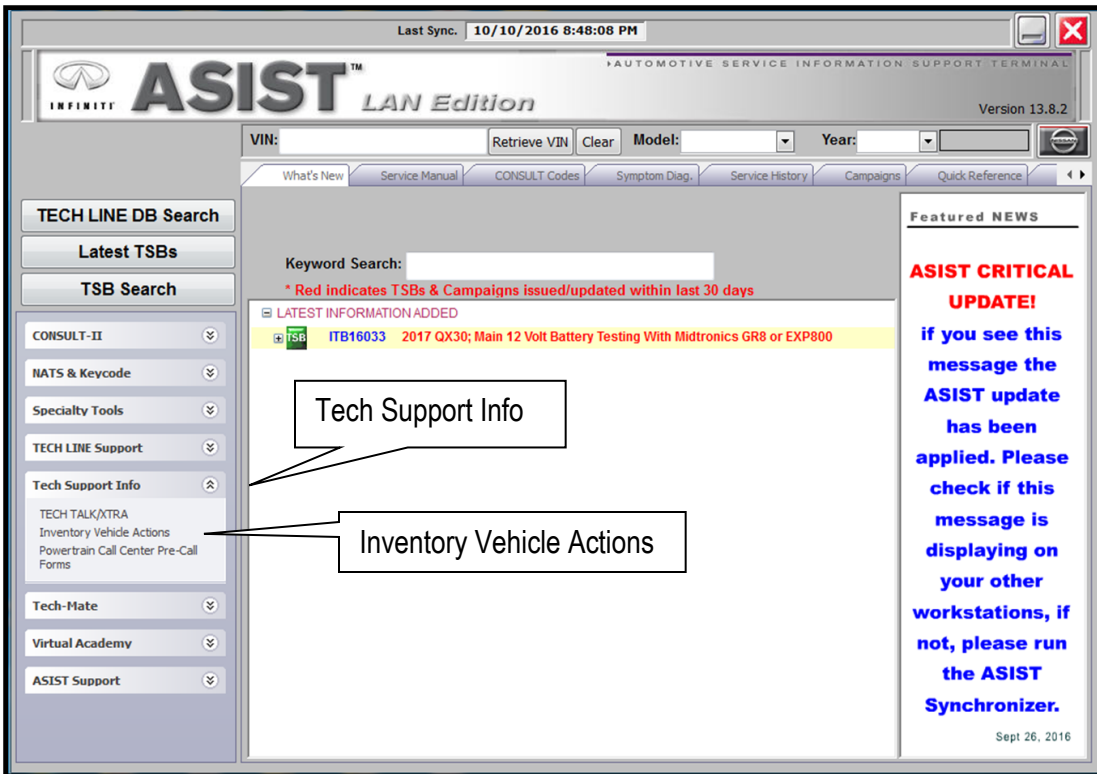 Last Sync. 10/10/2016 8:48:08 PM
INFINITI ASIST™ LAN Edition
AUTOMOTIVE SERVICE INFORMATION SUPPORT TERMINAL
Version 13.8.2
VIN: Retrieve VIN Clear Model: Year: NISSAN
What's New Service Manual CONSULT Codes Symptom Diag. Service History Campaigns Quick Reference
TECH LINE DB Search
Latest TSBs
TSB Search
CONSULT-II
NATS & Keycode
Specialty Tools
TECH LINE Support
Tech Support Info
TECH TALK/XTRA
Inventory Vehicle Actions
Powertrain Call Center Pre-Call
Forms
Tech-Mate
Virtual Academy
ASIST Support
Keyword Search:
* Red indicates TSBs & Campaigns issued/updated within last 30 days
LATEST INFORMATION ADDED
TSB ITB16033 2017 QX30; Main 12 Volt Battery Testing With Midtronics GR8 or EXP800
Tech Support Info
Inventory Vehicle Actions
Featured NEWS
ASIST CRITICAL
UPDATE!
if you see this
message the
ASIST update
has been
applied. Please
check if this
message is
displaying on
your other
workstations, if
not, please run
the ASIST
Synchronizer.
Sept 26, 2016